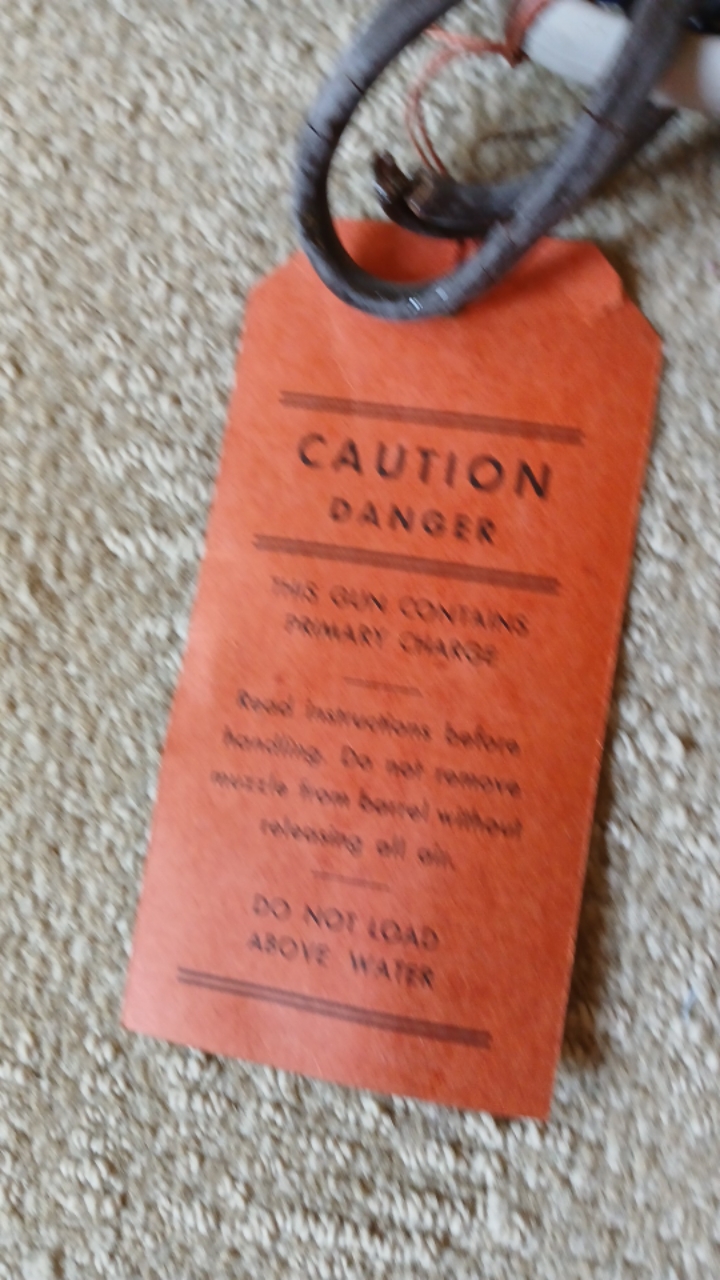 CAUTION
DANGER
THIS GUN CONTAINS
PRIMARY CHARGE
Read instructions before
handling. Do not remove
muzzle from barrel without
releasing all air.
DO NOT LOAD
ABOVE WATER